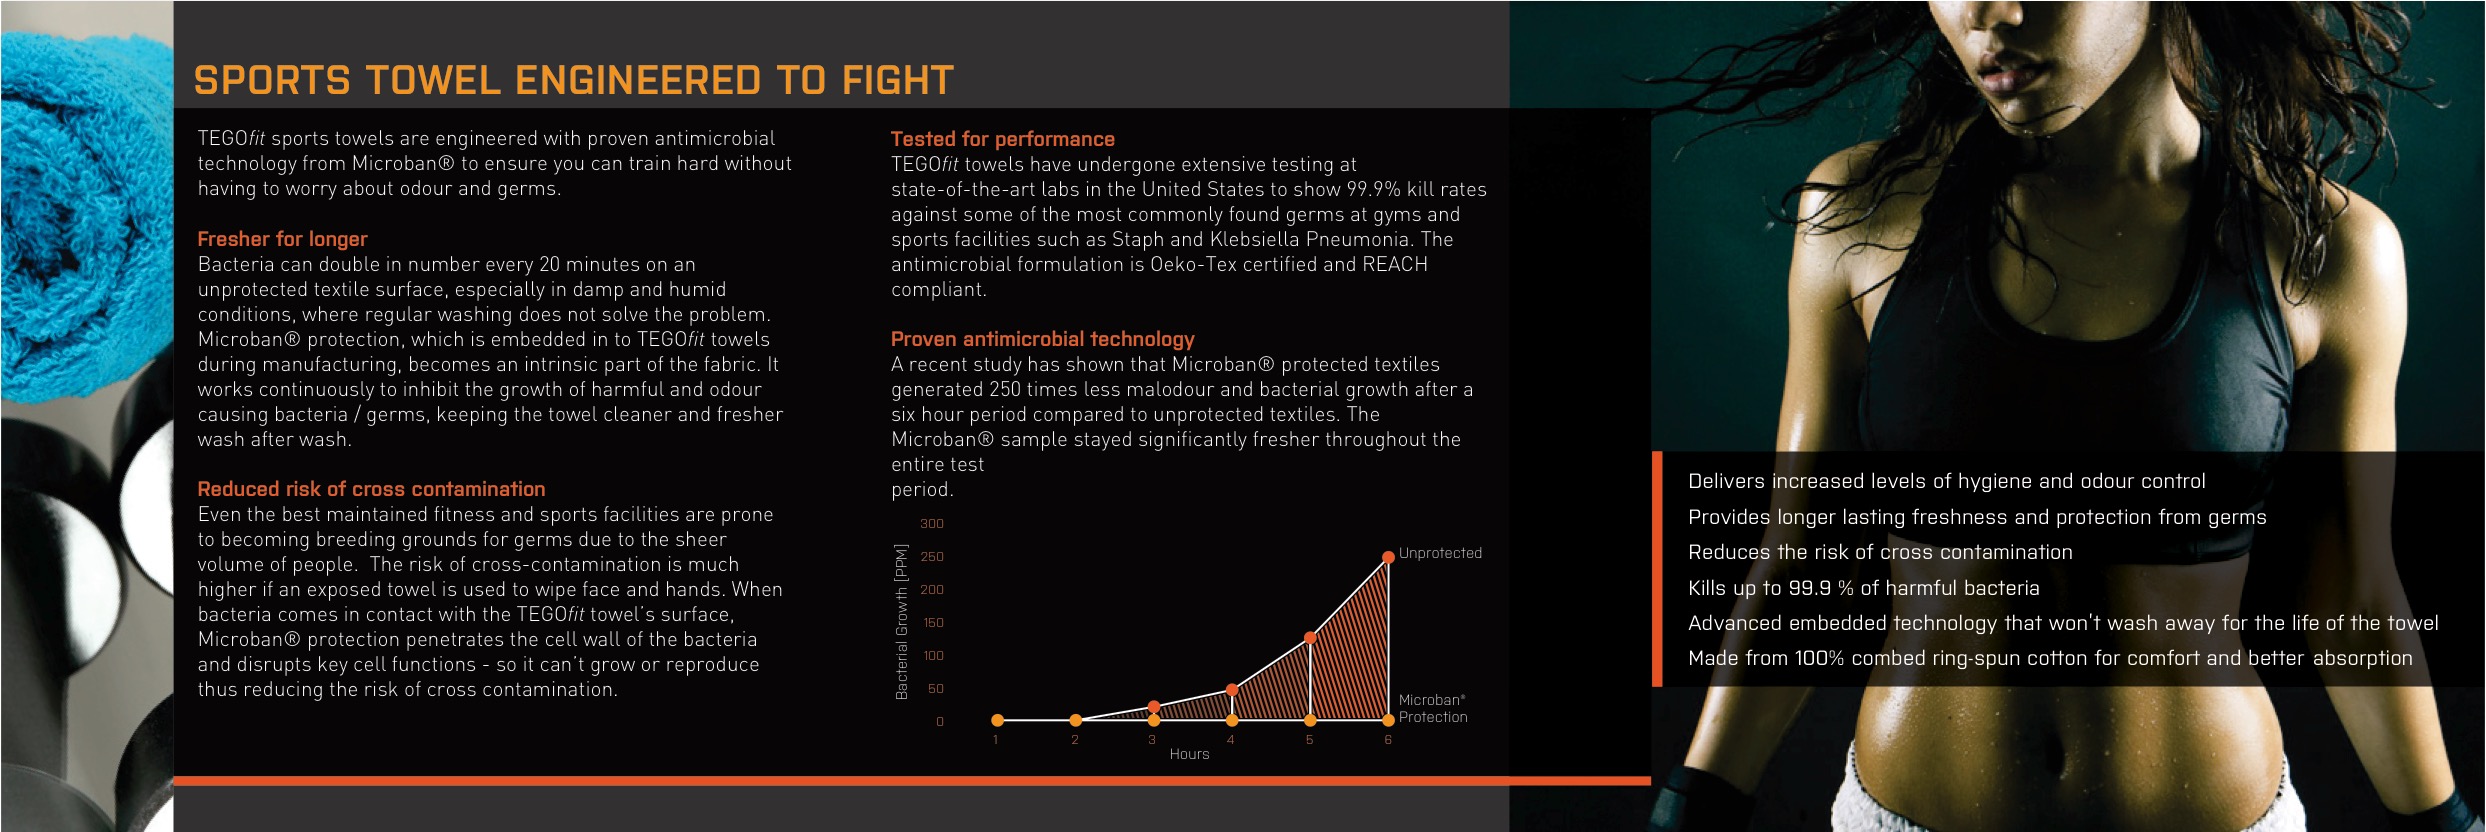 SPORTS TOWEL ENGINEERED TO FIGHT
TEGOfit sports towels are engineered with proven antimicrobial
technology from Microban® to ensure you can train hard without
having to worry about odour and germs.
Fresher for longer
Bacteria can double in number every 20 minutes on an
unprotected textile surface, especially in damp and humid
conditions, where regular washing does not solve the problem.
Microban® protection, which is embedded in to TEGOfit towels
during manufacturing, becomes an intrinsic part of the fabric. It
works continuously to inhibit the growth of harmful and odour
causing bacteria / germs, keeping the towel cleaner and fresher
wash after wash.
Reduced risk of cross contamination
Even the best maintained fitness and sports facilities are prone
to becoming breeding grounds for germs due to the sheer
volume of people.  The risk of cross-contamination is much
higher if an exposed towel is used to wipe face and hands. When
bacteria comes in contact with the TEGOfit towel's surface,
Microban® protection penetrates the cell wall of the bacteria
and disrupts key cell functions - so it can't grow or reproduce
thus reducing the risk of cross contamination.
Tested for performance
TEGOfit towels have undergone extensive testing at
state-of-the-art labs in the United States to show 99.9% kill rates
against some of the most commonly found germs at gyms and
sports facilities such as Staph and Klebsiella Pneumonia. The
antimicrobial formulation is Oeko-Tex certified and REACH
compliant.
Proven antimicrobial technology
A recent study has shown that Microban® protected textiles
generated 250 times less malodour and bacterial growth after a
six hour period compared to unprotected textiles. The
Microban® sample stayed significantly fresher throughout the
entire test
period.
Bacterial Growth [PPM]
300
250
200
150
100
50
0
Unprotected
Microban®
Protection
1 2 3 4 5 6
Hours
Delivers increased levels of hygiene and odour control
Provides longer lasting freshness and protection from germs
Reduces the risk of cross contamination
Kills up to 99.9 % of harmful bacteria
Advanced embedded technology that won't wash away for the life of the towel
Made from 100% combed ring-spun cotton for comfort and better absorption